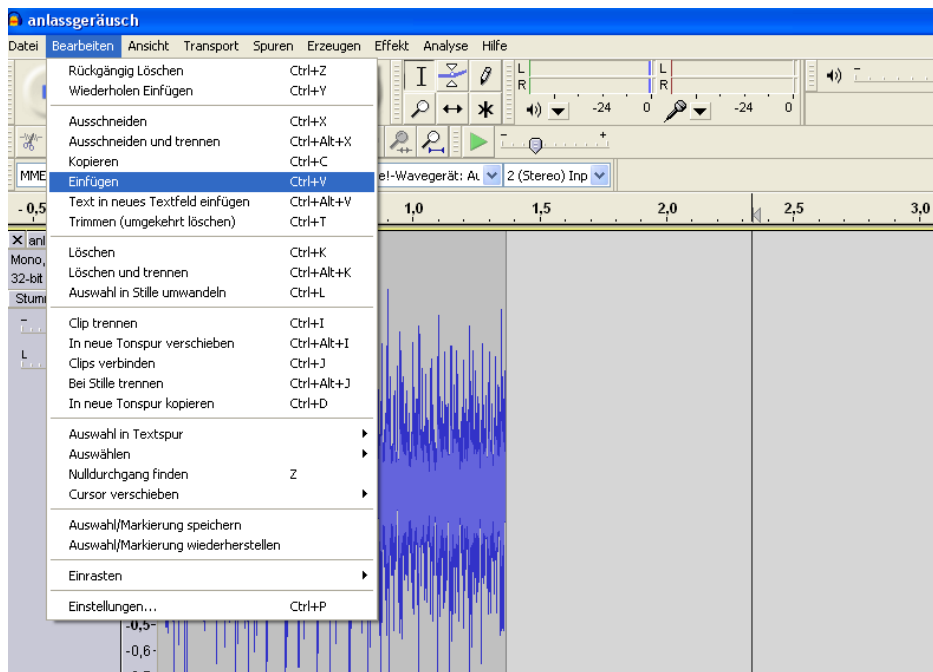 anlassgeräusch
Datei Bearbeiten Ansicht Transport Spuren Erzeugen Effekt Analyse Hilfe
Rückgängig Löschen Ctrl+Z
Wiederholen Einfügen Ctrl+Y
Ausschneiden Ctrl+X
Ausschneiden und trennen Ctrl+Alt+X
Kopieren Ctrl+C
Einfügen Ctrl+V
Text in neues Textfeld einfügen Ctrl+Alt+V
Trimmen (umgekehrt löschen) Ctrl+T
Löschen Ctrl+K
Löschen und trennen Ctrl+Alt+K
Auswahl in Stille umwandeln Ctrl+L
Clip trennen Ctrl+I
In neue Tonspur verschieben Ctrl+Alt+I
Clips verbinden Ctrl+J
Bei Stille trennen Ctrl+Alt+J
In neue Tonspur kopieren Ctrl+D
Auswahl in Textspur
Auswählen
Nulldurchgang finden Z
Cursor verschieben
Auswahl/Markierung speichern
Auswahl/Markierung wiederherstellen
Einrasten
Einstellungen... Ctrl+P
L L
R R
-24 0 -24 0
- +
MME e!-Wavegerät: Au 2 (Stereo) Inp
- 0,5 1,0 1,5 2,0 2,5 3,0
X anl
Mono,
32-bit
Stum
-
L
-0,5-
-0,6-